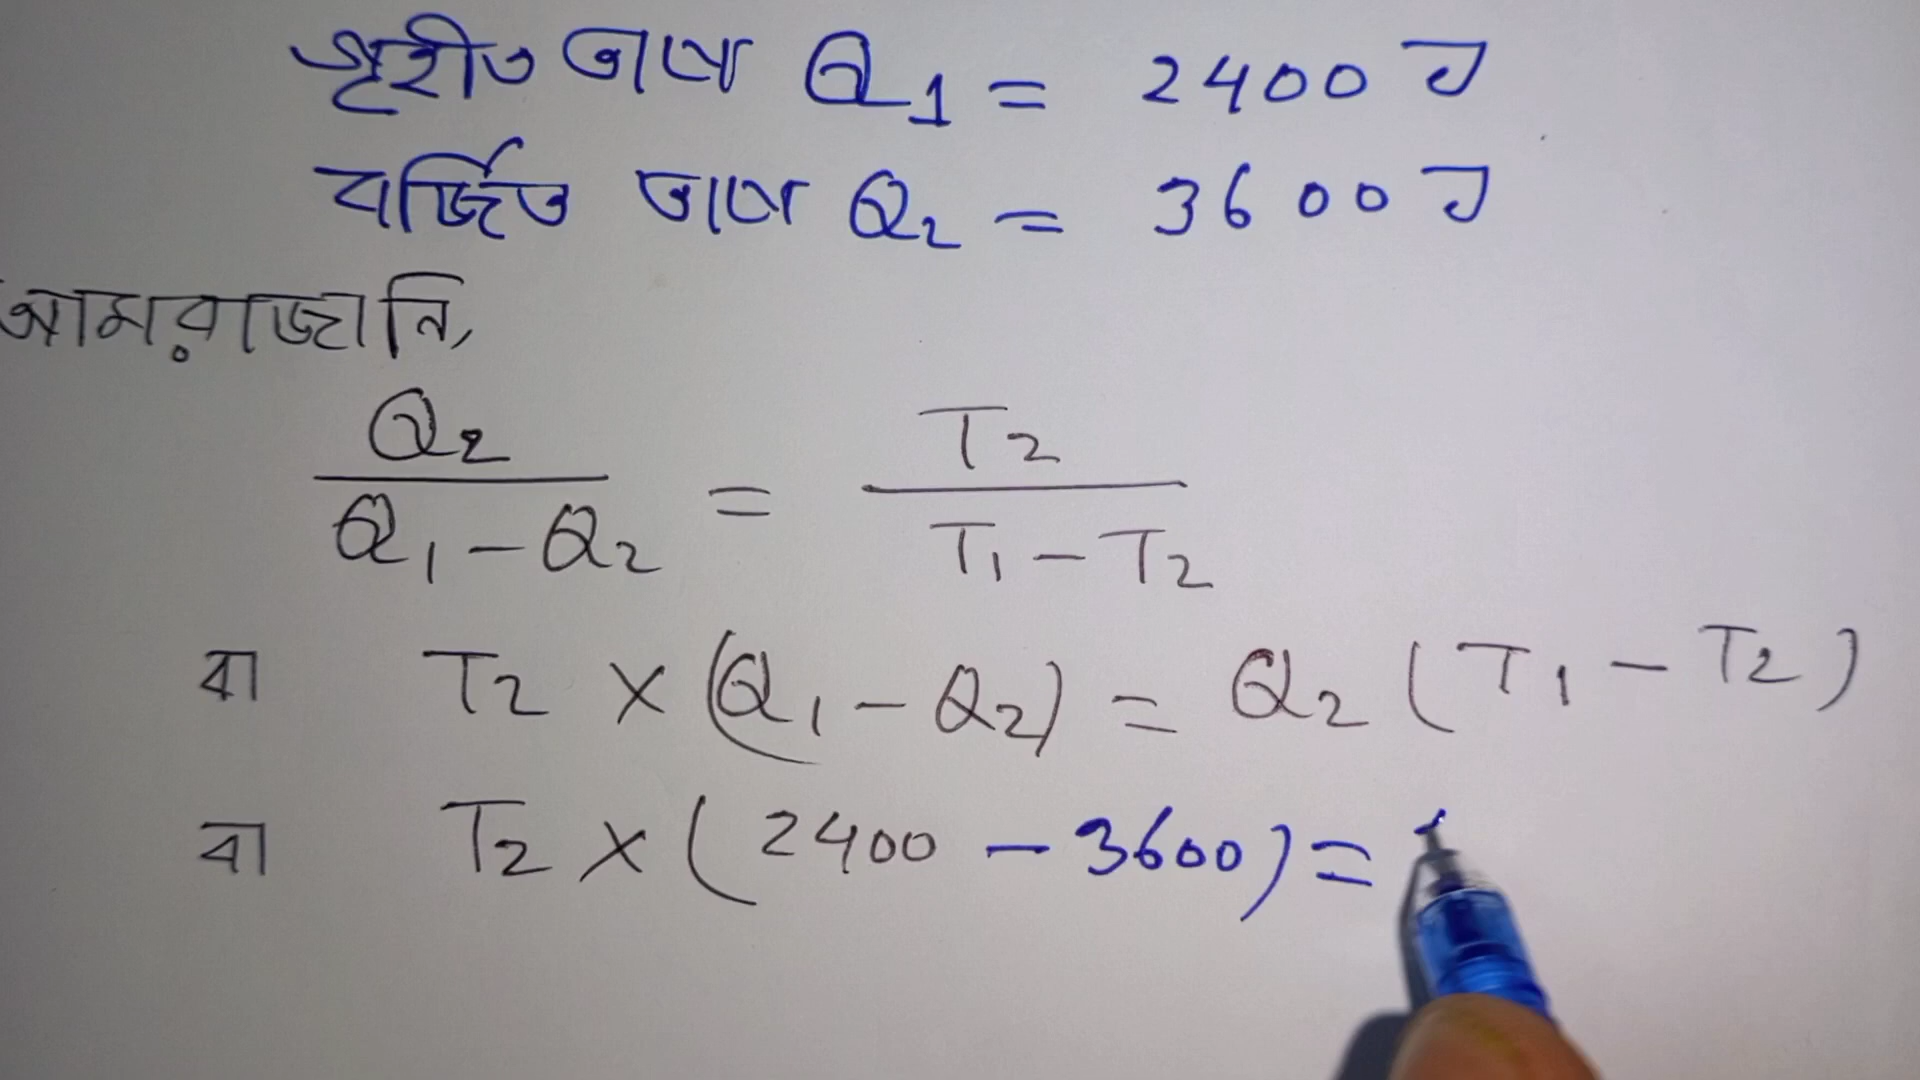 গৃহীত তাপ Q₁ = 2400 J
বর্জিত তাপ Q₂ = 3600 J
আমরা জানি,
Q₂ / (Q₁ - Q₂) = T₂ / (T₁ - T₂)
বা T₂ × (Q₁ - Q₂) = Q₂ (T₁ - T₂)
বা T₂ × (2400 - 3600) =